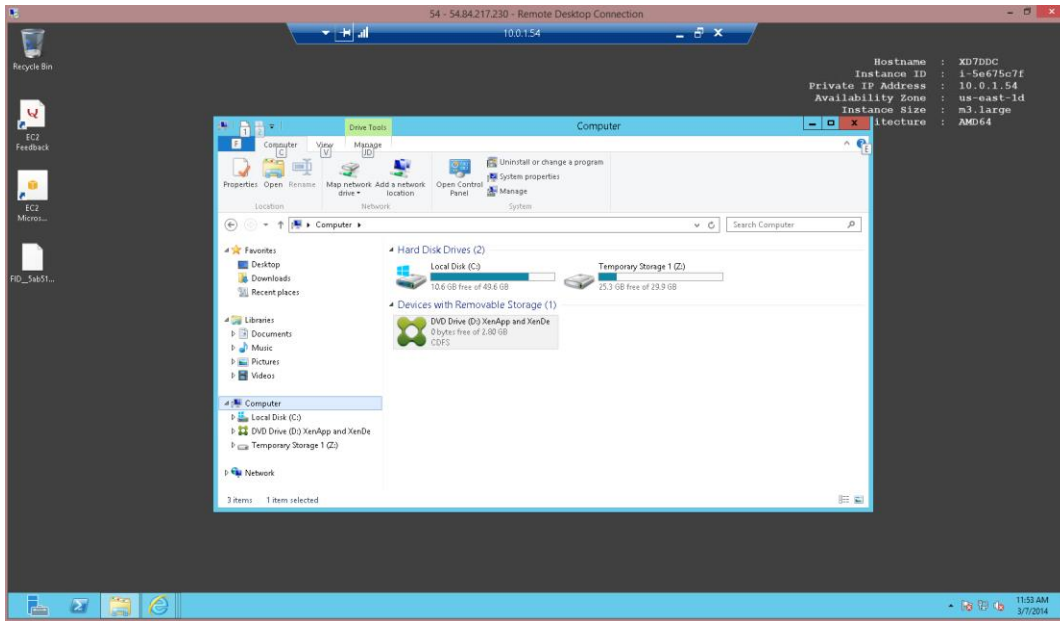 54 - 54.84.217.230 - Remote Desktop Connection
10.0.1.54
Recycle Bin
EC2
Feedback
EC2
Micros...
FID_5ab51...
Hostname : XD7DDC
Instance ID : i-5e675c7f
Private IP Address : 10.0.1.54
Availability Zone : us-east-1d
Instance Size : m3.large
itecture : AMD64
1
2
Drive Tools
Computer
F
Computer
View
Manage
C
V
JD
E
Properties
Open
Rename
Map network
drive
Add a network
location
Open Control
Panel
Uninstall or change a program
System properties
Manage
Location
Network
System
Computer
Search Computer
Favorites
Desktop
Downloads
Recent places
Libraries
Documents
Music
Pictures
Videos
Computer
Local Disk (C:)
DVD Drive (D:) XenApp and XenDe
Temporary Storage 1 (Z:)
Network
Hard Disk Drives (2)
Local Disk (C:)
10.6 GB free of 49.6 GB
Temporary Storage 1 (Z:)
25.3 GB free of 29.9 GB
Devices with Removable Storage (1)
DVD Drive (D:) XenApp and XenDe
0 bytes free of 2.80 GB
CDFS
3 items
1 item selected
11:53 AM
3/7/2014